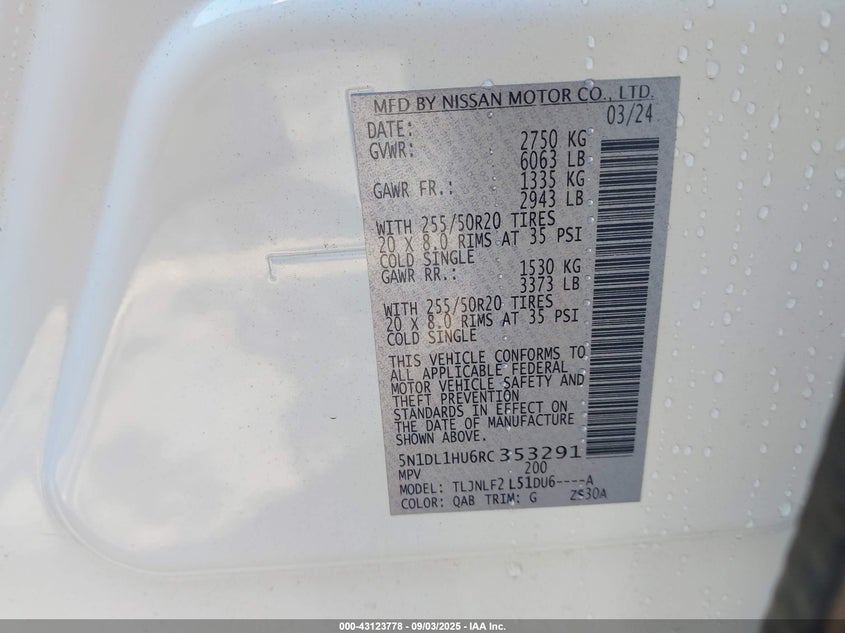 MFD BY NISSAN MOTOR CO., LTD.
DATE: 03/24
GVWR: 2750 KG
6063 LB
GAWR FR.: 1335 KG
2943 LB
WITH 255/50R20 TIRES
20 X 8.0 RIMS AT 35 PSI
COLD SINGLE
GAWR RR.: 1530 KG
3373 LB
WITH 255/50R20 TIRES
20 X 8.0 RIMS AT 35 PSI
COLD SINGLE
THIS VEHICLE CONFORMS TO
ALL APPLICABLE FEDERAL
MOTOR VEHICLE SAFETY AND
THEFT PREVENTION
STANDARDS IN EFFECT ON
THE DATE OF MANUFACTURE
SHOWN ABOVE.
5N1DL1HU6RC 353291
MPV 200
MODEL: TLJNLF2 L51DU6----A
COLOR: QAB TRIM: G ZS30A
000-43123778 - 09/03/2025 - IAA Inc.